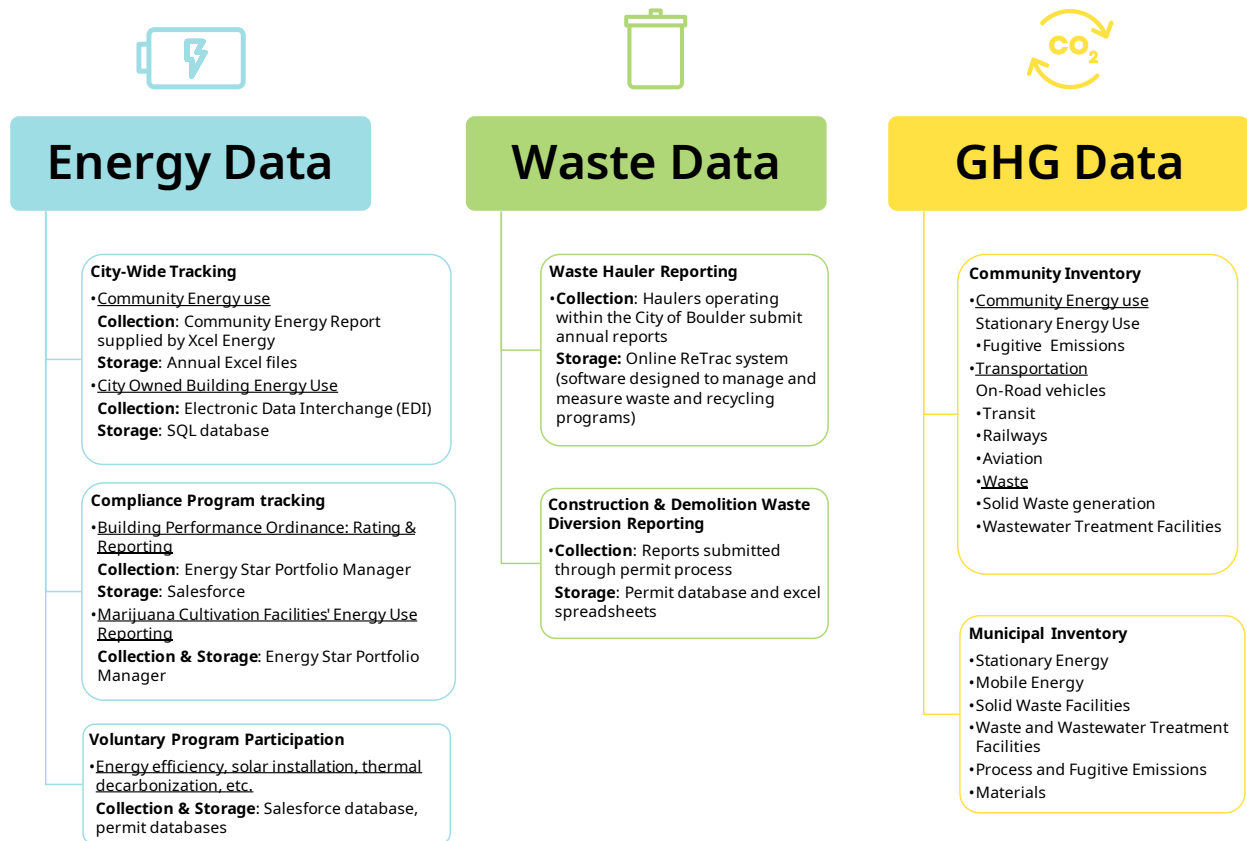 CO2
Energy Data
City-Wide Tracking
•Community Energy use
Collection: Community Energy Report
supplied by Xcel Energy
Storage: Annual Excel files
•City Owned Building Energy Use
Collection: Electronic Data Interchange (EDI)
Storage: SQL database
Compliance Program tracking
•Building Performance Ordinance: Rating &
Reporting
Collection: Energy Star Portfolio Manager
Storage: Salesforce
•Marijuana Cultivation Facilities' Energy Use
Reporting
Collection & Storage: Energy Star Portfolio
Manager
Voluntary Program Participation
•Energy efficiency, solar installation, thermal
decarbonization, etc.
Collection & Storage: Salesforce database,
permit databases
Waste Data
Waste Hauler Reporting
•Collection: Haulers operating
within the City of Boulder submit
annual reports
Storage: Online ReTrac system
(software designed to manage and
measure waste and recycling
programs)
Construction & Demolition Waste
Diversion Reporting
•Collection: Reports submitted
through permit process
Storage: Permit database and excel
spreadsheets
GHG Data
Community Inventory
•Community Energy use
Stationary Energy Use
•Fugitive Emissions
•Transportation
On-Road vehicles
•Transit
•Railways
•Aviation
•Waste
•Solid Waste generation
•Wastewater Treatment Facilities
Municipal Inventory
•Stationary Energy
•Mobile Energy
•Solid Waste Facilities
•Waste and Wastewater Treatment
Facilities
•Process and Fugitive Emissions
•Materials